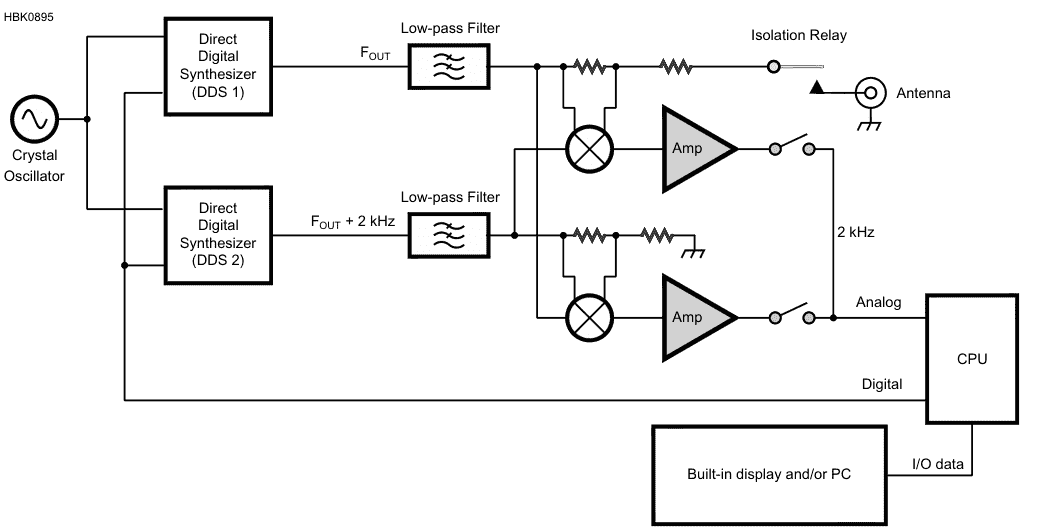 HBK0895
Direct
Digital
Synthesizer
(DDS 1)
FOUT
Low-pass Filter
Isolation Relay
Antenna
Crystal
Oscillator
Amp
Direct
Digital
Synthesizer
(DDS 2)
FOUT + 2 kHz
Low-pass Filter
2 kHz
Amp
Analog
CPU
Digital
I/O data
Built-in display and/or PC